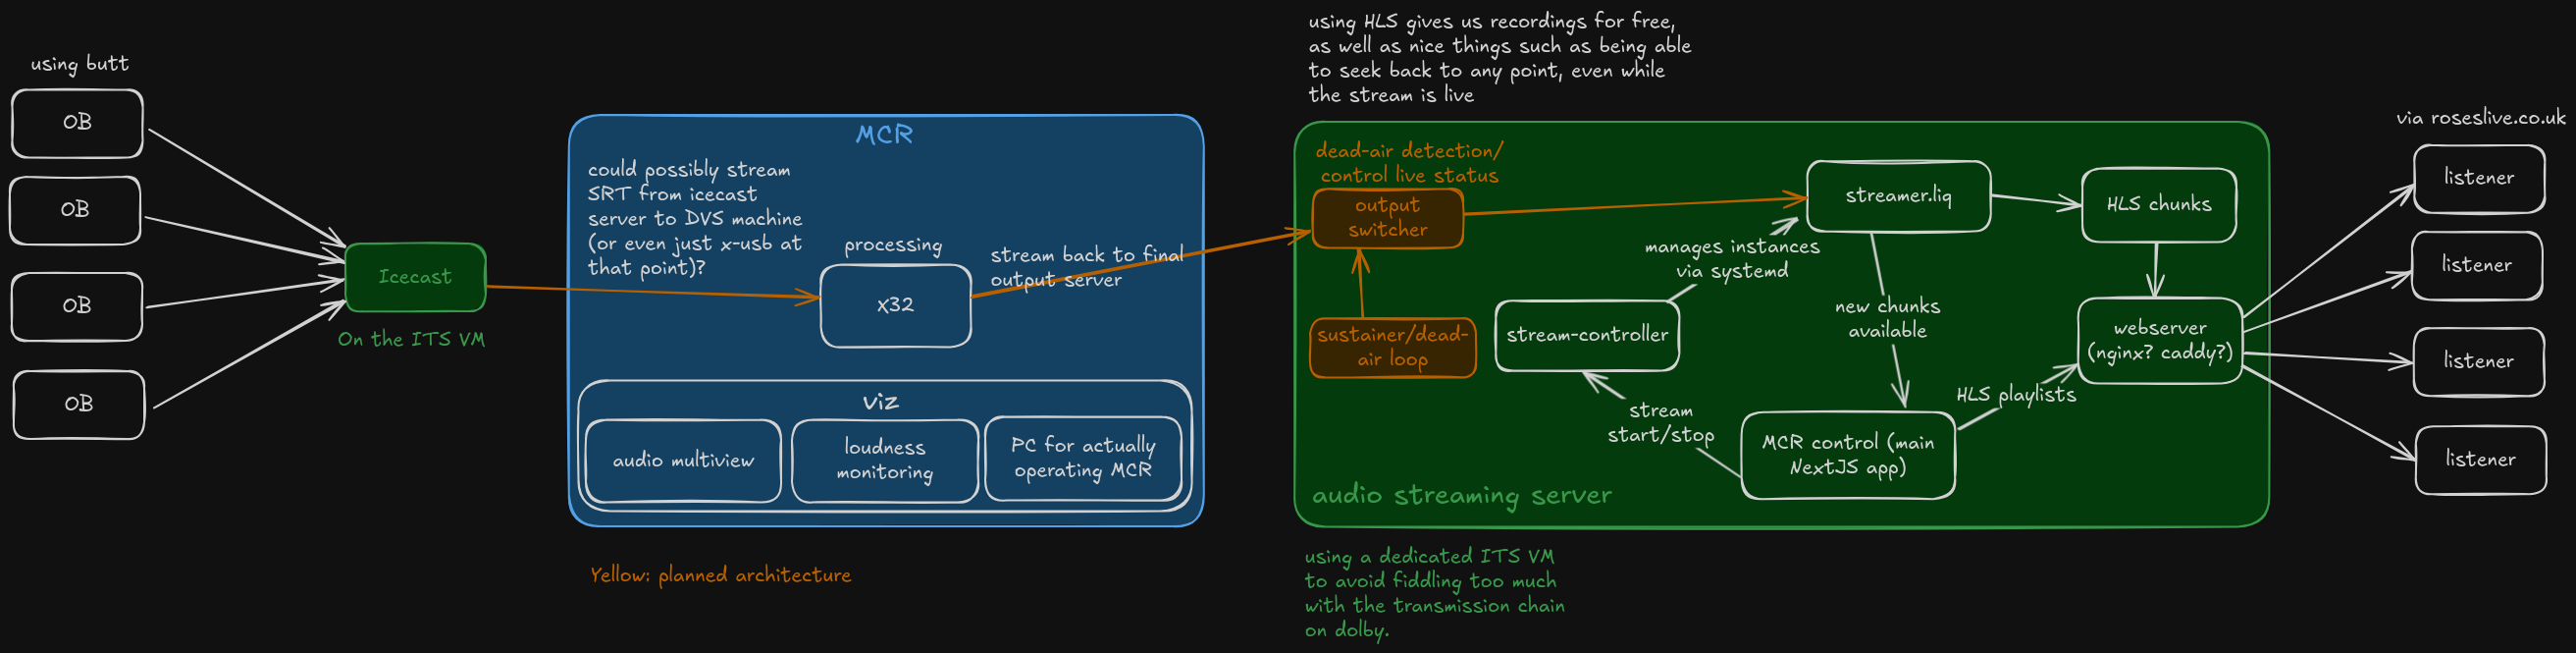 using butt
OB
OB
OB
OB
Icecast
On the ITS VM
MCR
could possibly stream
SRT from icecast
server to DVS machine
(or even just x-usb at
that point)?
processing
X32
stream back to final
output server
viz
audio multiview
loudness
monitoring
PC for actually
operating MCR
Yellow: planned architecture
using HLS gives us recordings for free,
as well as nice things such as being able
to seek back to any point, even while
the stream is live
dead-air detection/
control live status
output
switcher
sustainer/dead-
air loop
streamer.liq
manages instances
via systemd
stream-controller
new chunks
available
stream
start/stop
MCR control (main
NextJS app)
HLS chunks
webserver
(nginx? caddy?)
HLS playlists
audio streaming server
using a dedicated ITS VM
to avoid fiddling too much
with the transmission chain
on dolby.
via roseslive.co.uk
listener
listener
listener
listener